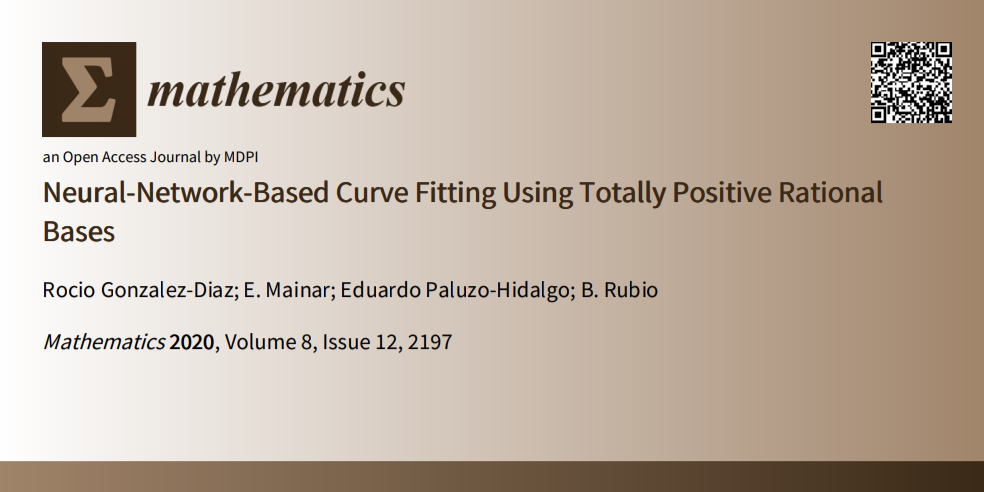 Σ mathematics
an Open Access Journal by MDPI
Neural-Network-Based Curve Fitting Using Totally Positive Rational
Bases
Rocio Gonzalez-Diaz; E. Mainar; Eduardo Paluzo-Hidalgo; B. Rubio
Mathematics 2020, Volume 8, Issue 12, 2197